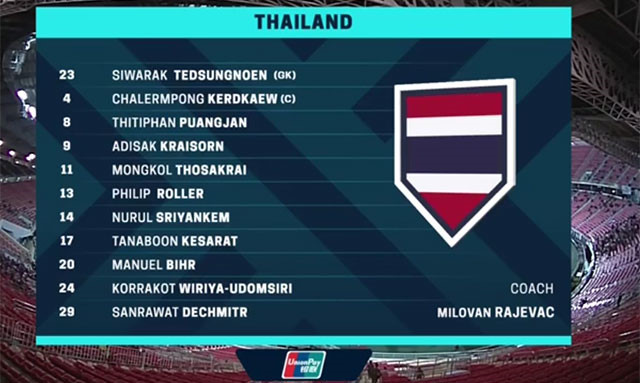 THAILAND
23 SIWARAK TEDSUNGNOEN (GK)
4 CHALERMPONG KERDKAEW (C)
8 THITIPHAN PUANGJAN
9 ADISAK KRAISORN
11 MONGKOL THOSAKRAI
13 PHILIP ROLLER
14 NURUL SRIYANKEM
17 TANABOON KESARAT
20 MANUEL BIHR
24 KORRAKOT WIRIYA-UDOMSIRI
29 SANRAWAT DECHMITR
COACH
MILOVAN RAJEVAC
UnionPay
银联